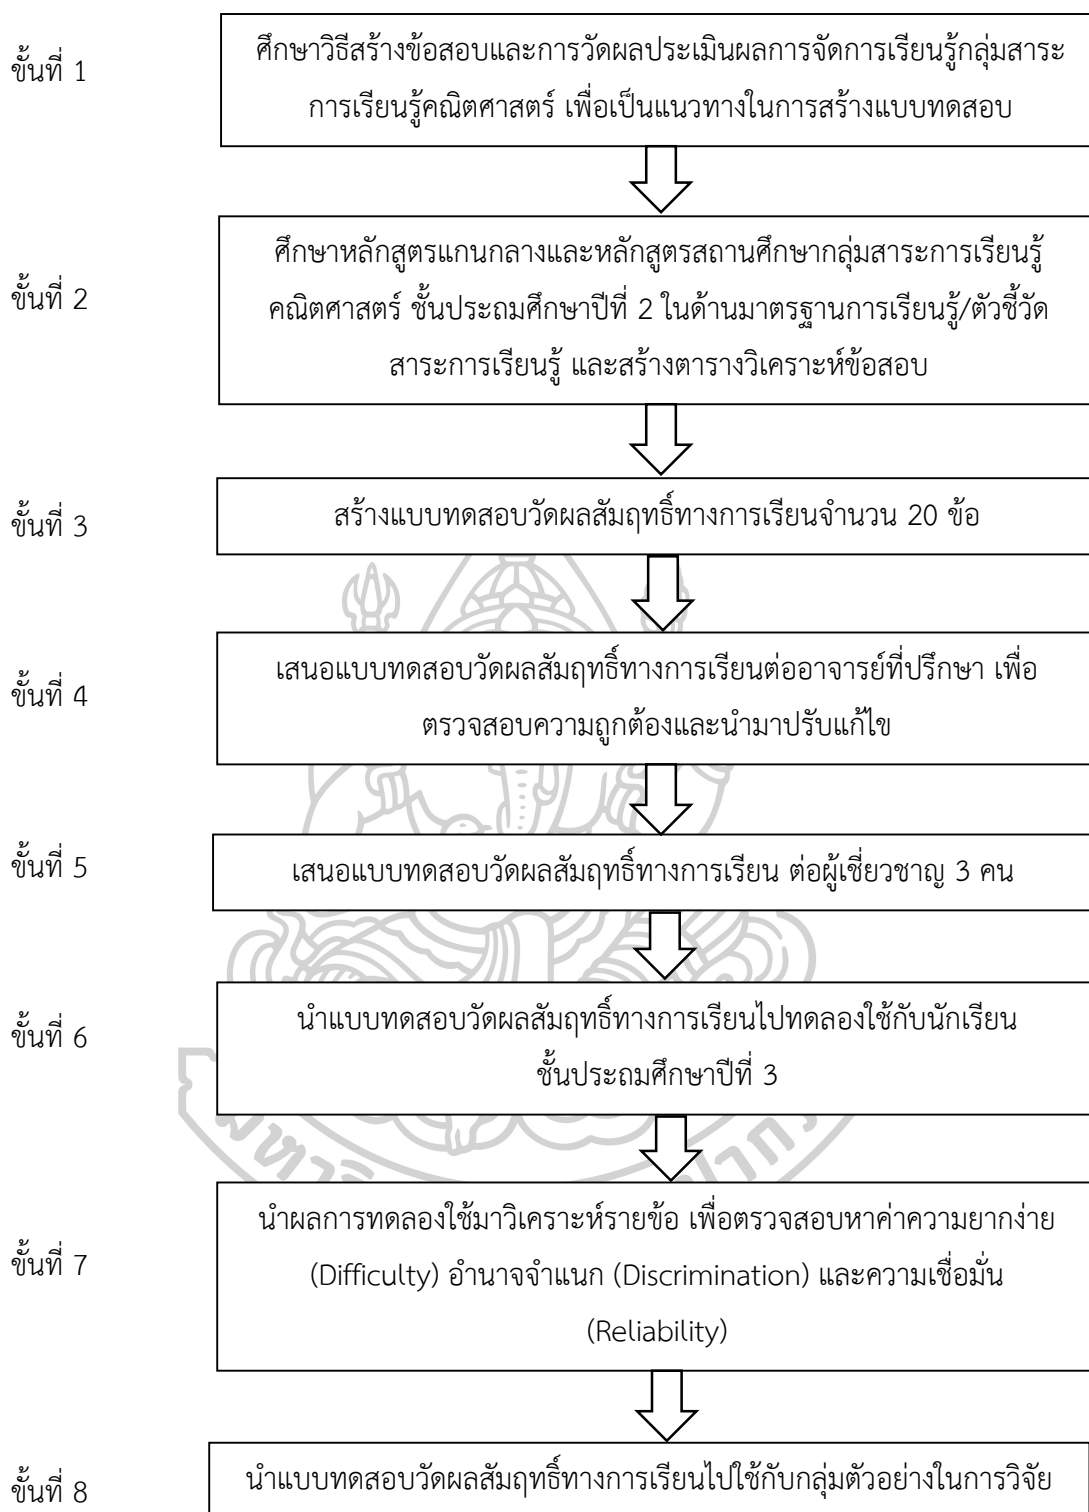 ขั้นที่ 1
ศึกษาวิธีสร้างข้อสอบและการวัดผลประเมินผลการจัดการเรียนรู้กลุ่มสาระ
การเรียนรู้คณิตศาสตร์ เพื่อเป็นแนวทางในการสร้างแบบทดสอบ
ขั้นที่ 2
ศึกษาหลักสูตรแกนกลางและหลักสูตรสถานศึกษากลุ่มสาระการเรียนรู้
คณิตศาสตร์ ชั้นประถมศึกษาปีที่ 2 ในด้านมาตรฐานการเรียนรู้/ตัวชี้วัด
สาระการเรียนรู้ และสร้างตารางวิเคราะห์ข้อสอบ
ขั้นที่ 3
สร้างแบบทดสอบวัดผลสัมฤทธิ์ทางการเรียนจำนวน 20 ข้อ
ขั้นที่ 4
เสนอแบบทดสอบวัดผลสัมฤทธิ์ทางการเรียนต่ออาจารย์ที่ปรึกษา เพื่อ
ตรวจสอบความถูกต้องและนำมาปรับแก้ไข
ขั้นที่ 5
เสนอแบบทดสอบวัดผลสัมฤทธิ์ทางการเรียน ต่อผู้เชี่ยวชาญ 3 คน
ขั้นที่ 6
นำแบบทดสอบวัดผลสัมฤทธิ์ทางการเรียนไปทดลองใช้กับนักเรียน
ชั้นประถมศึกษาปีที่ 3
ขั้นที่ 7
นำผลการทดลองใช้มาวิเคราะห์รายข้อ เพื่อตรวจสอบหาค่าความยากง่าย
(Difficulty) อำนาจจำแนก (Discrimination) และความเชื่อมั่น
(Reliability)
ขั้นที่ 8
นำแบบทดสอบวัดผลสัมฤทธิ์ทางการเรียนไปใช้กับกลุ่มตัวอย่างในการวิจัย